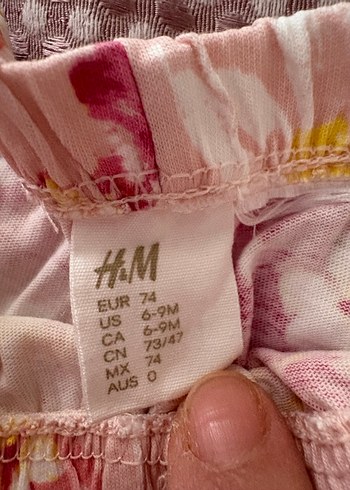 H&M
EUR 74
US 6-9M
CA 6-9M
CN 73/47
MX 74
AUS 0